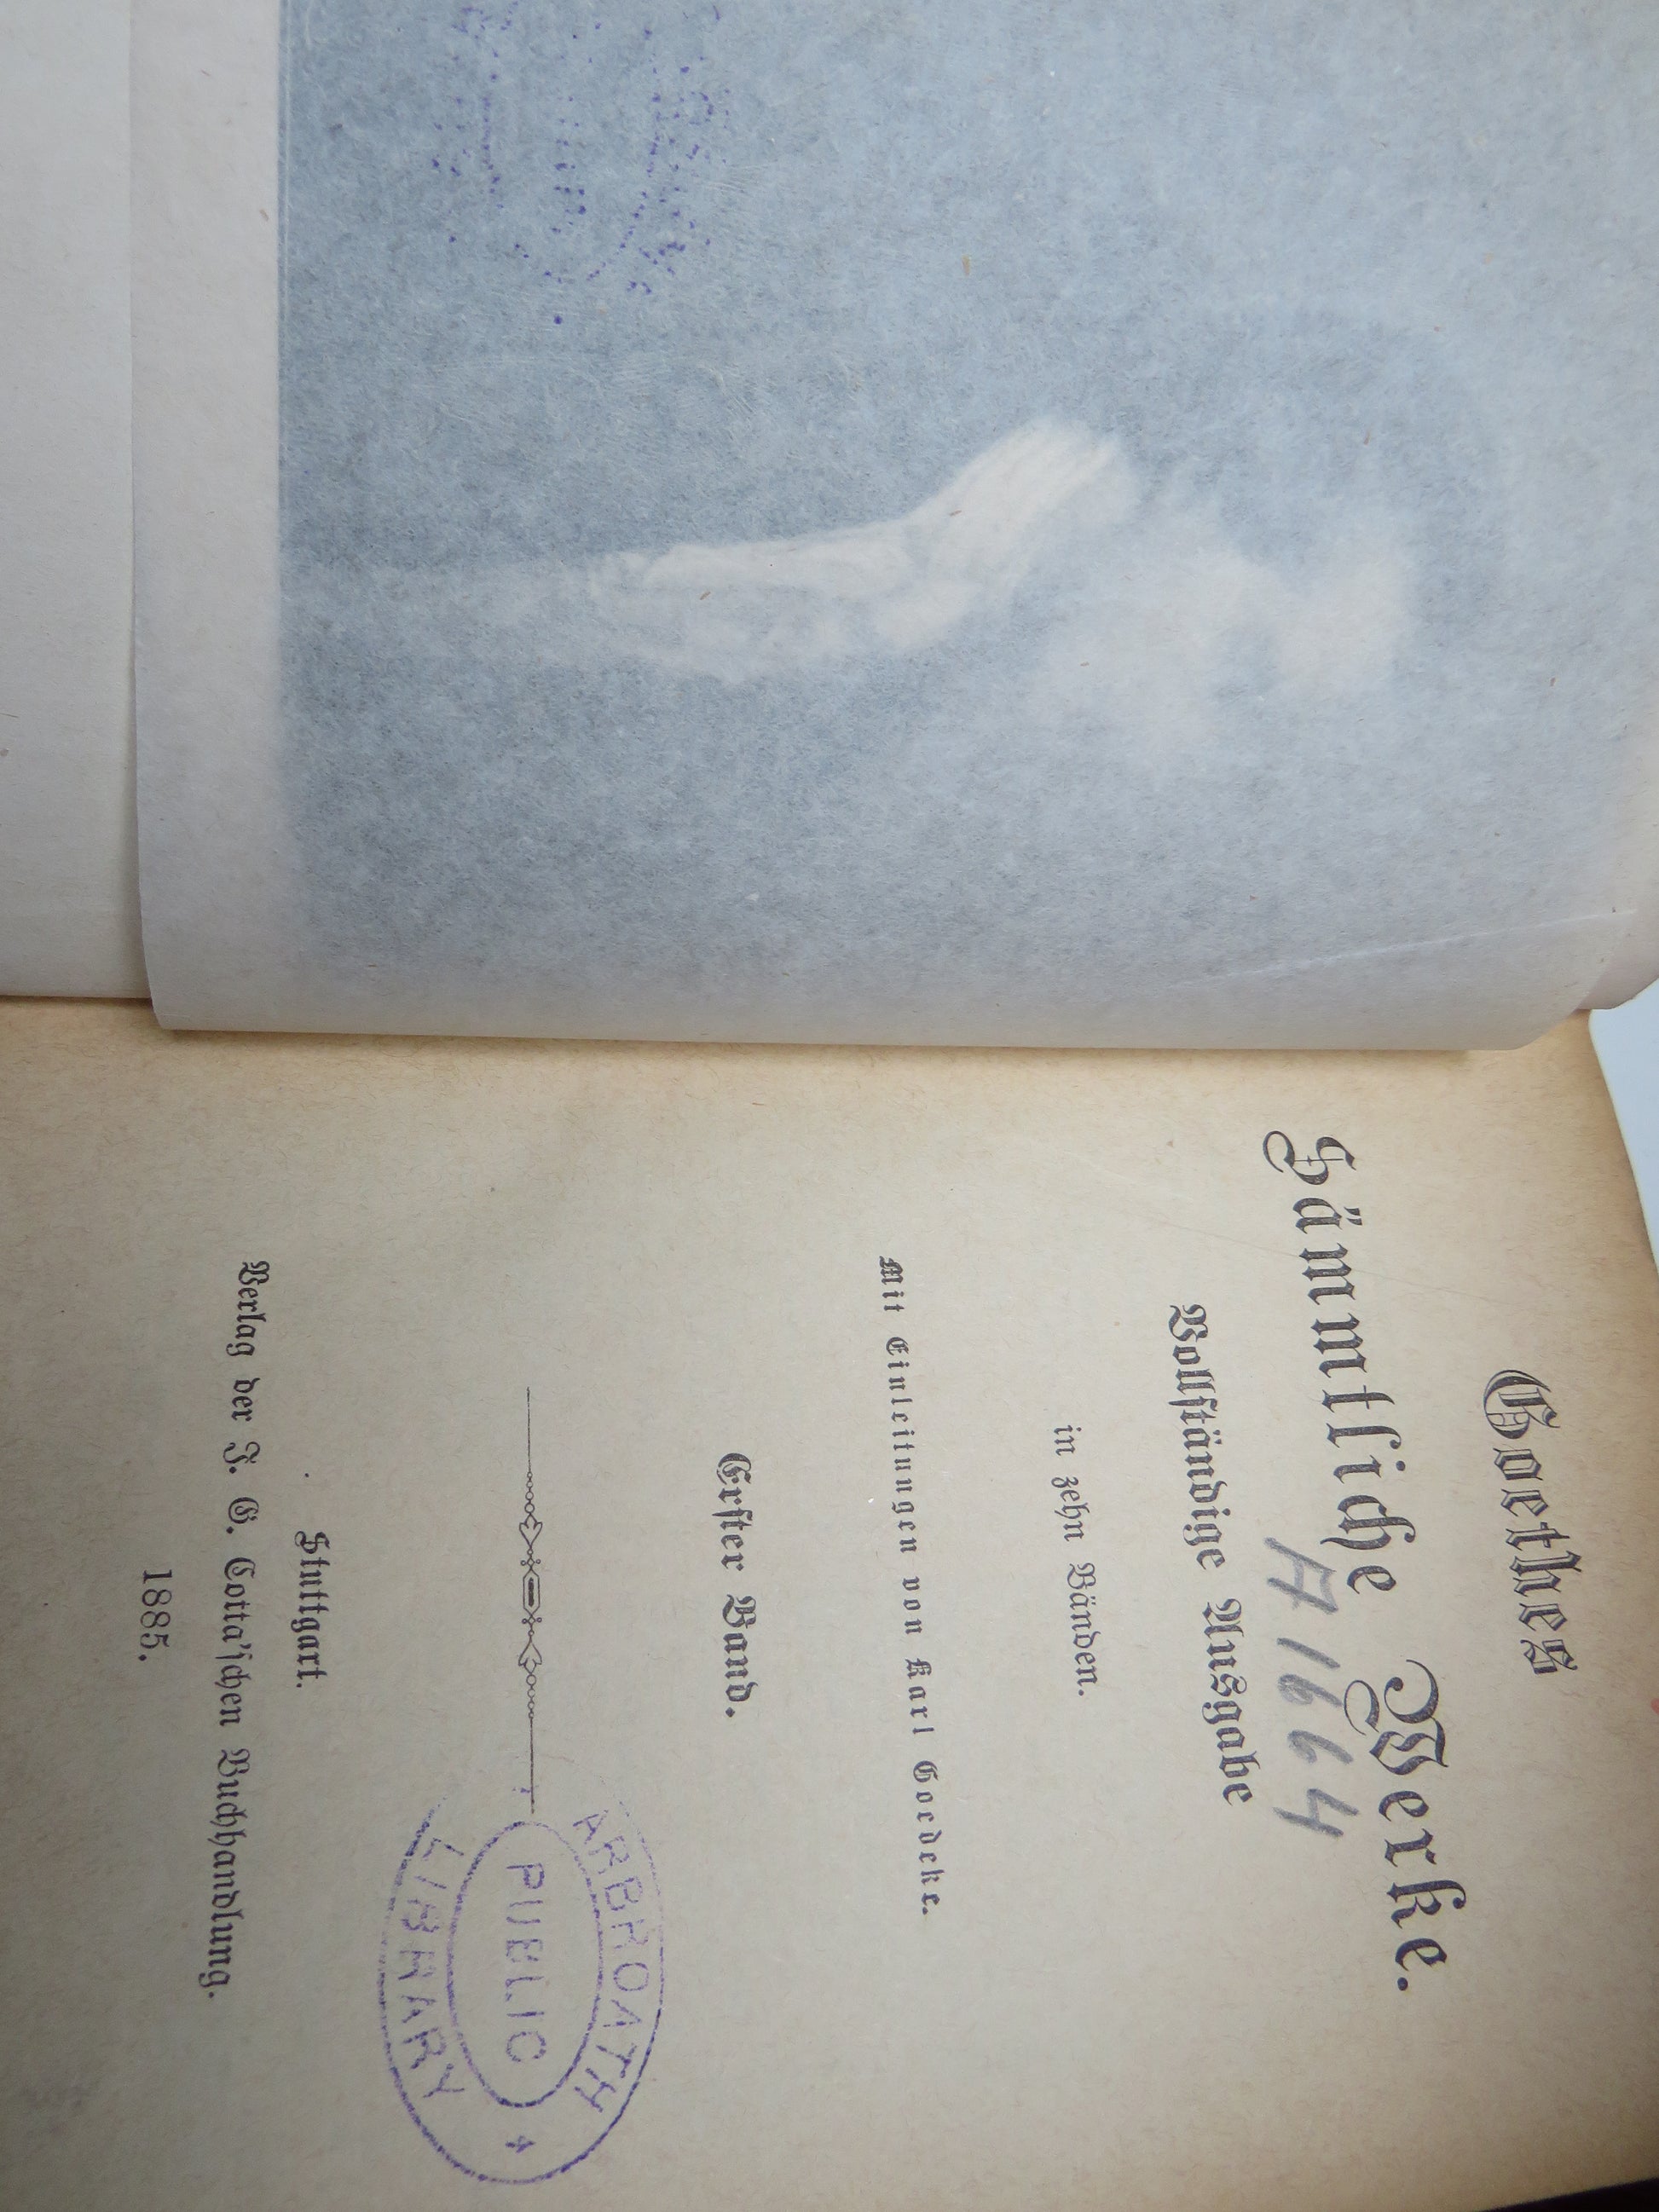 Goethes
Sämmtliche Werke.
A 1664
Vollständige Ausgabe
in zehn Bänden.
Mit Einleitungen von Karl Goedeke.
Erster Band.
ARBROATH
PUBLIC
LIBRARY
Stuttgart.
Verlag der J. G. Cotta'schen Buchhandlung.
1885.